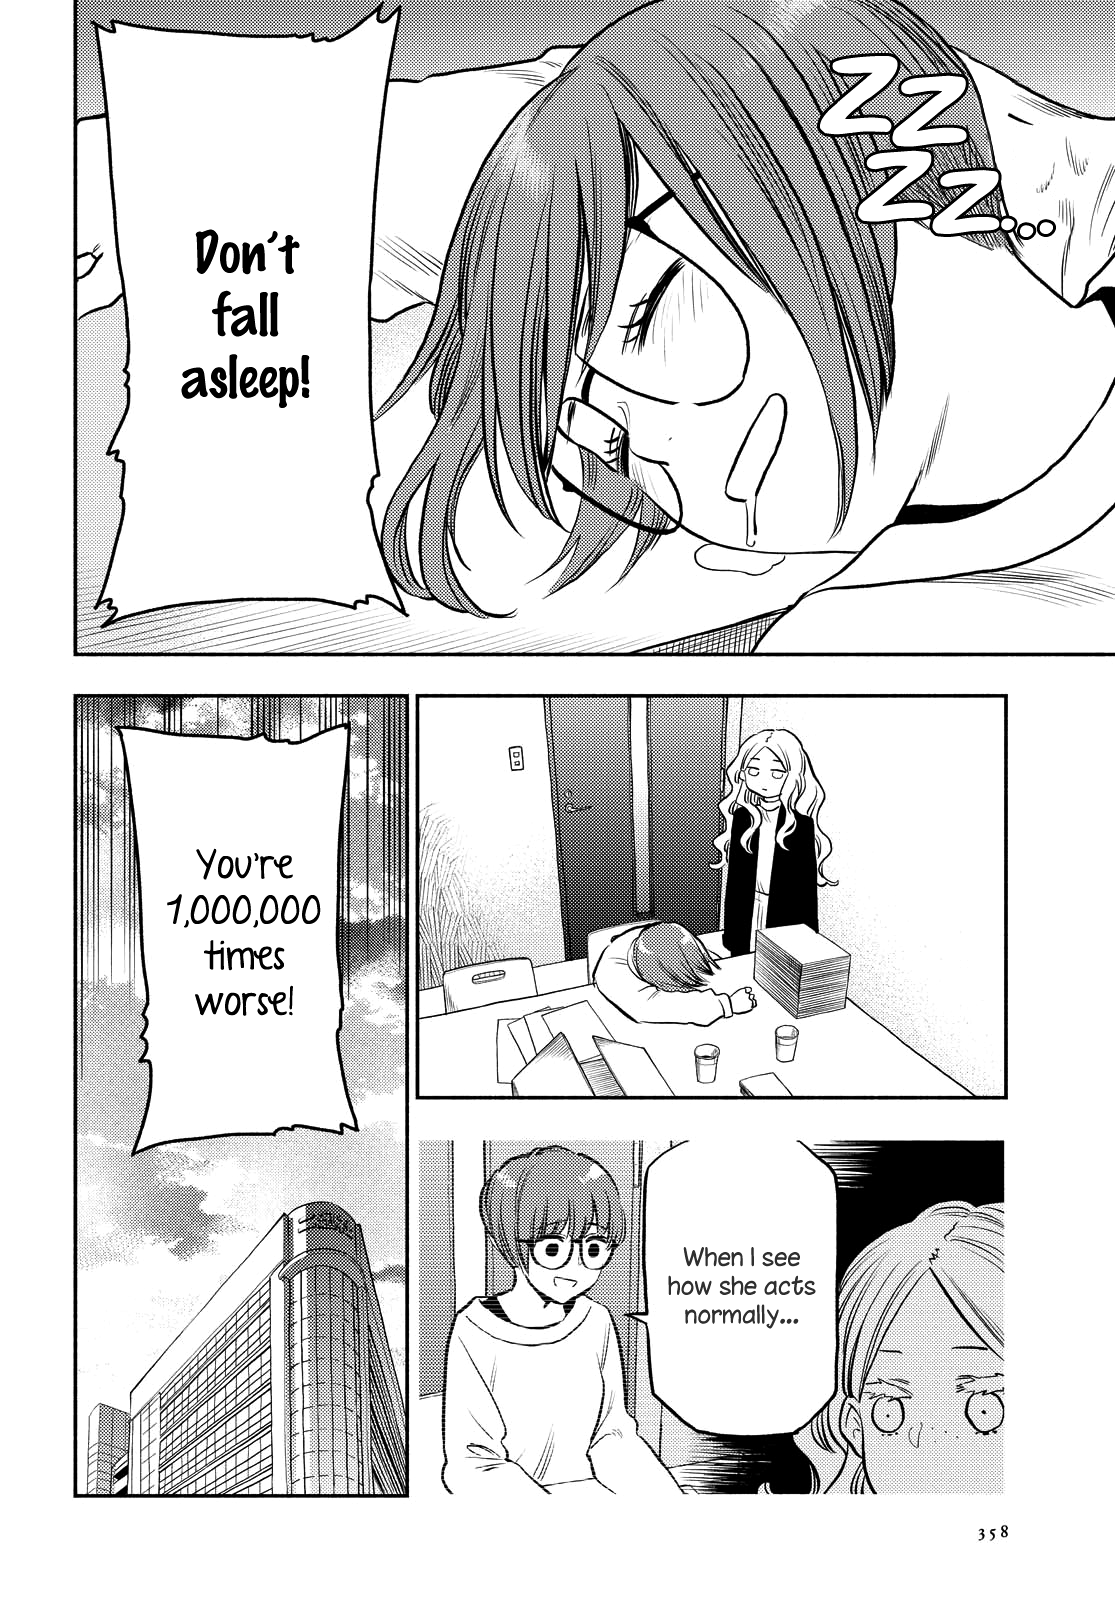 ZZ
ZZ...
Don't
fall
asleep!
When I see
how she acts
normally...
You're
1,000,000
times
worse!
358